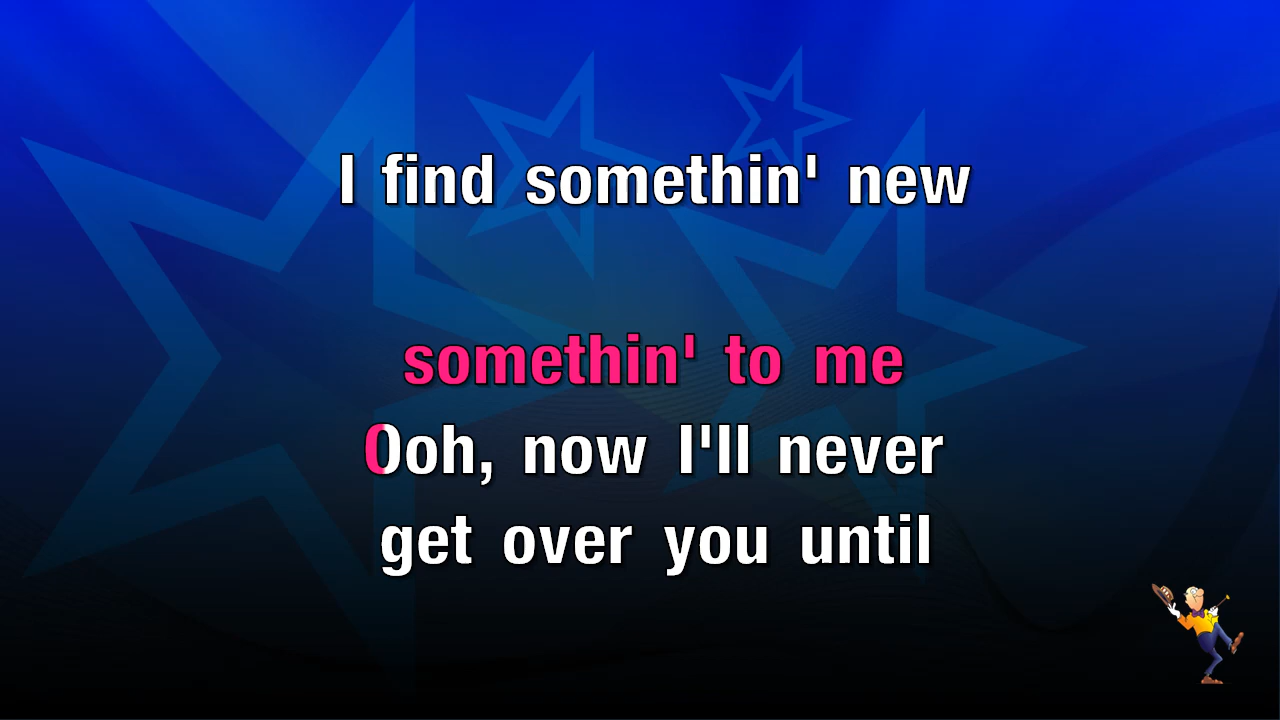 I find somethin' new
somethin' to me
Ooh, now I'll never
get over you until